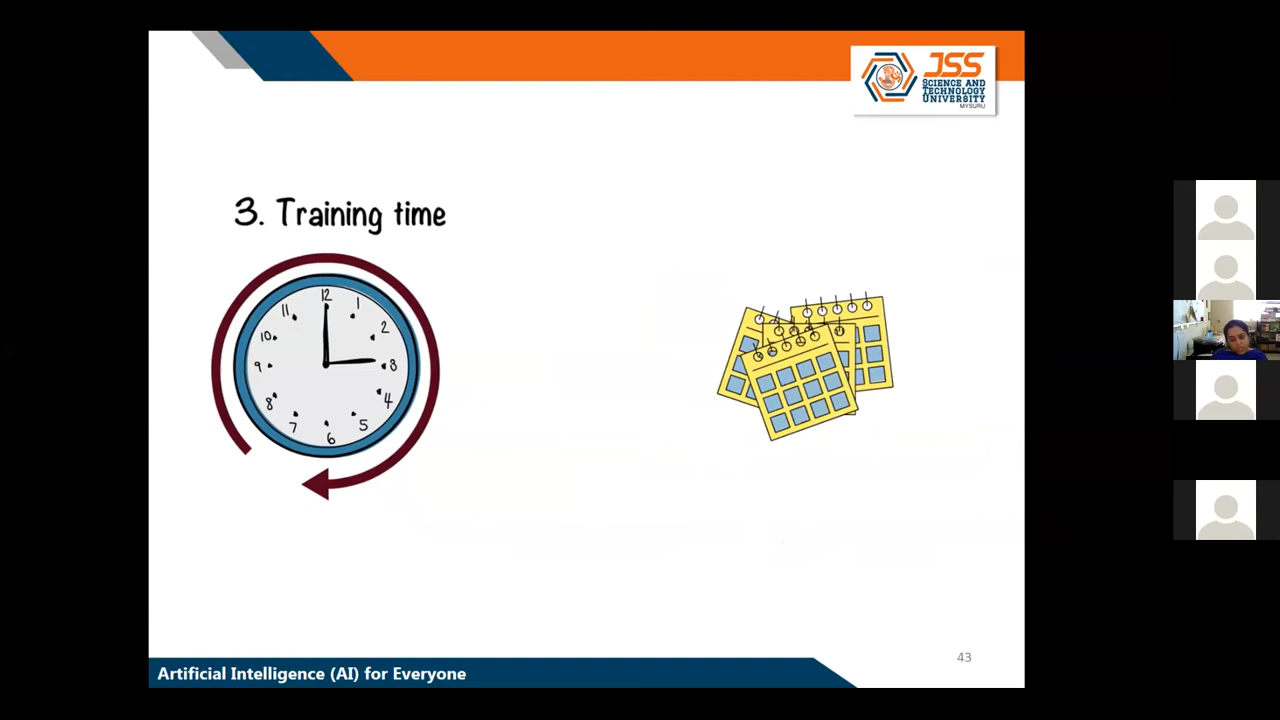 JSS
SCIENCE AND
TECHNOLOGY
UNIVERSITY
MYSURU
3. Training time
12
11
1
10
2
9
3
8
4
7
5
6
43
Artificial Intelligence (AI) for Everyone